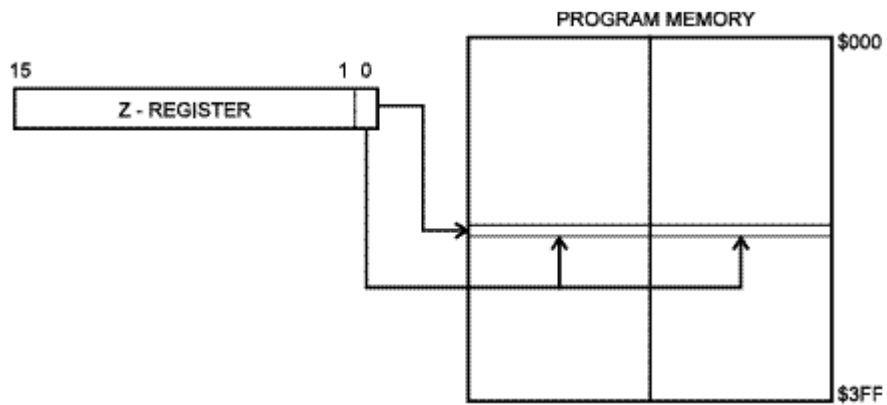 PROGRAM MEMORY
$000
15 1 0
Z - REGISTER
$3FF